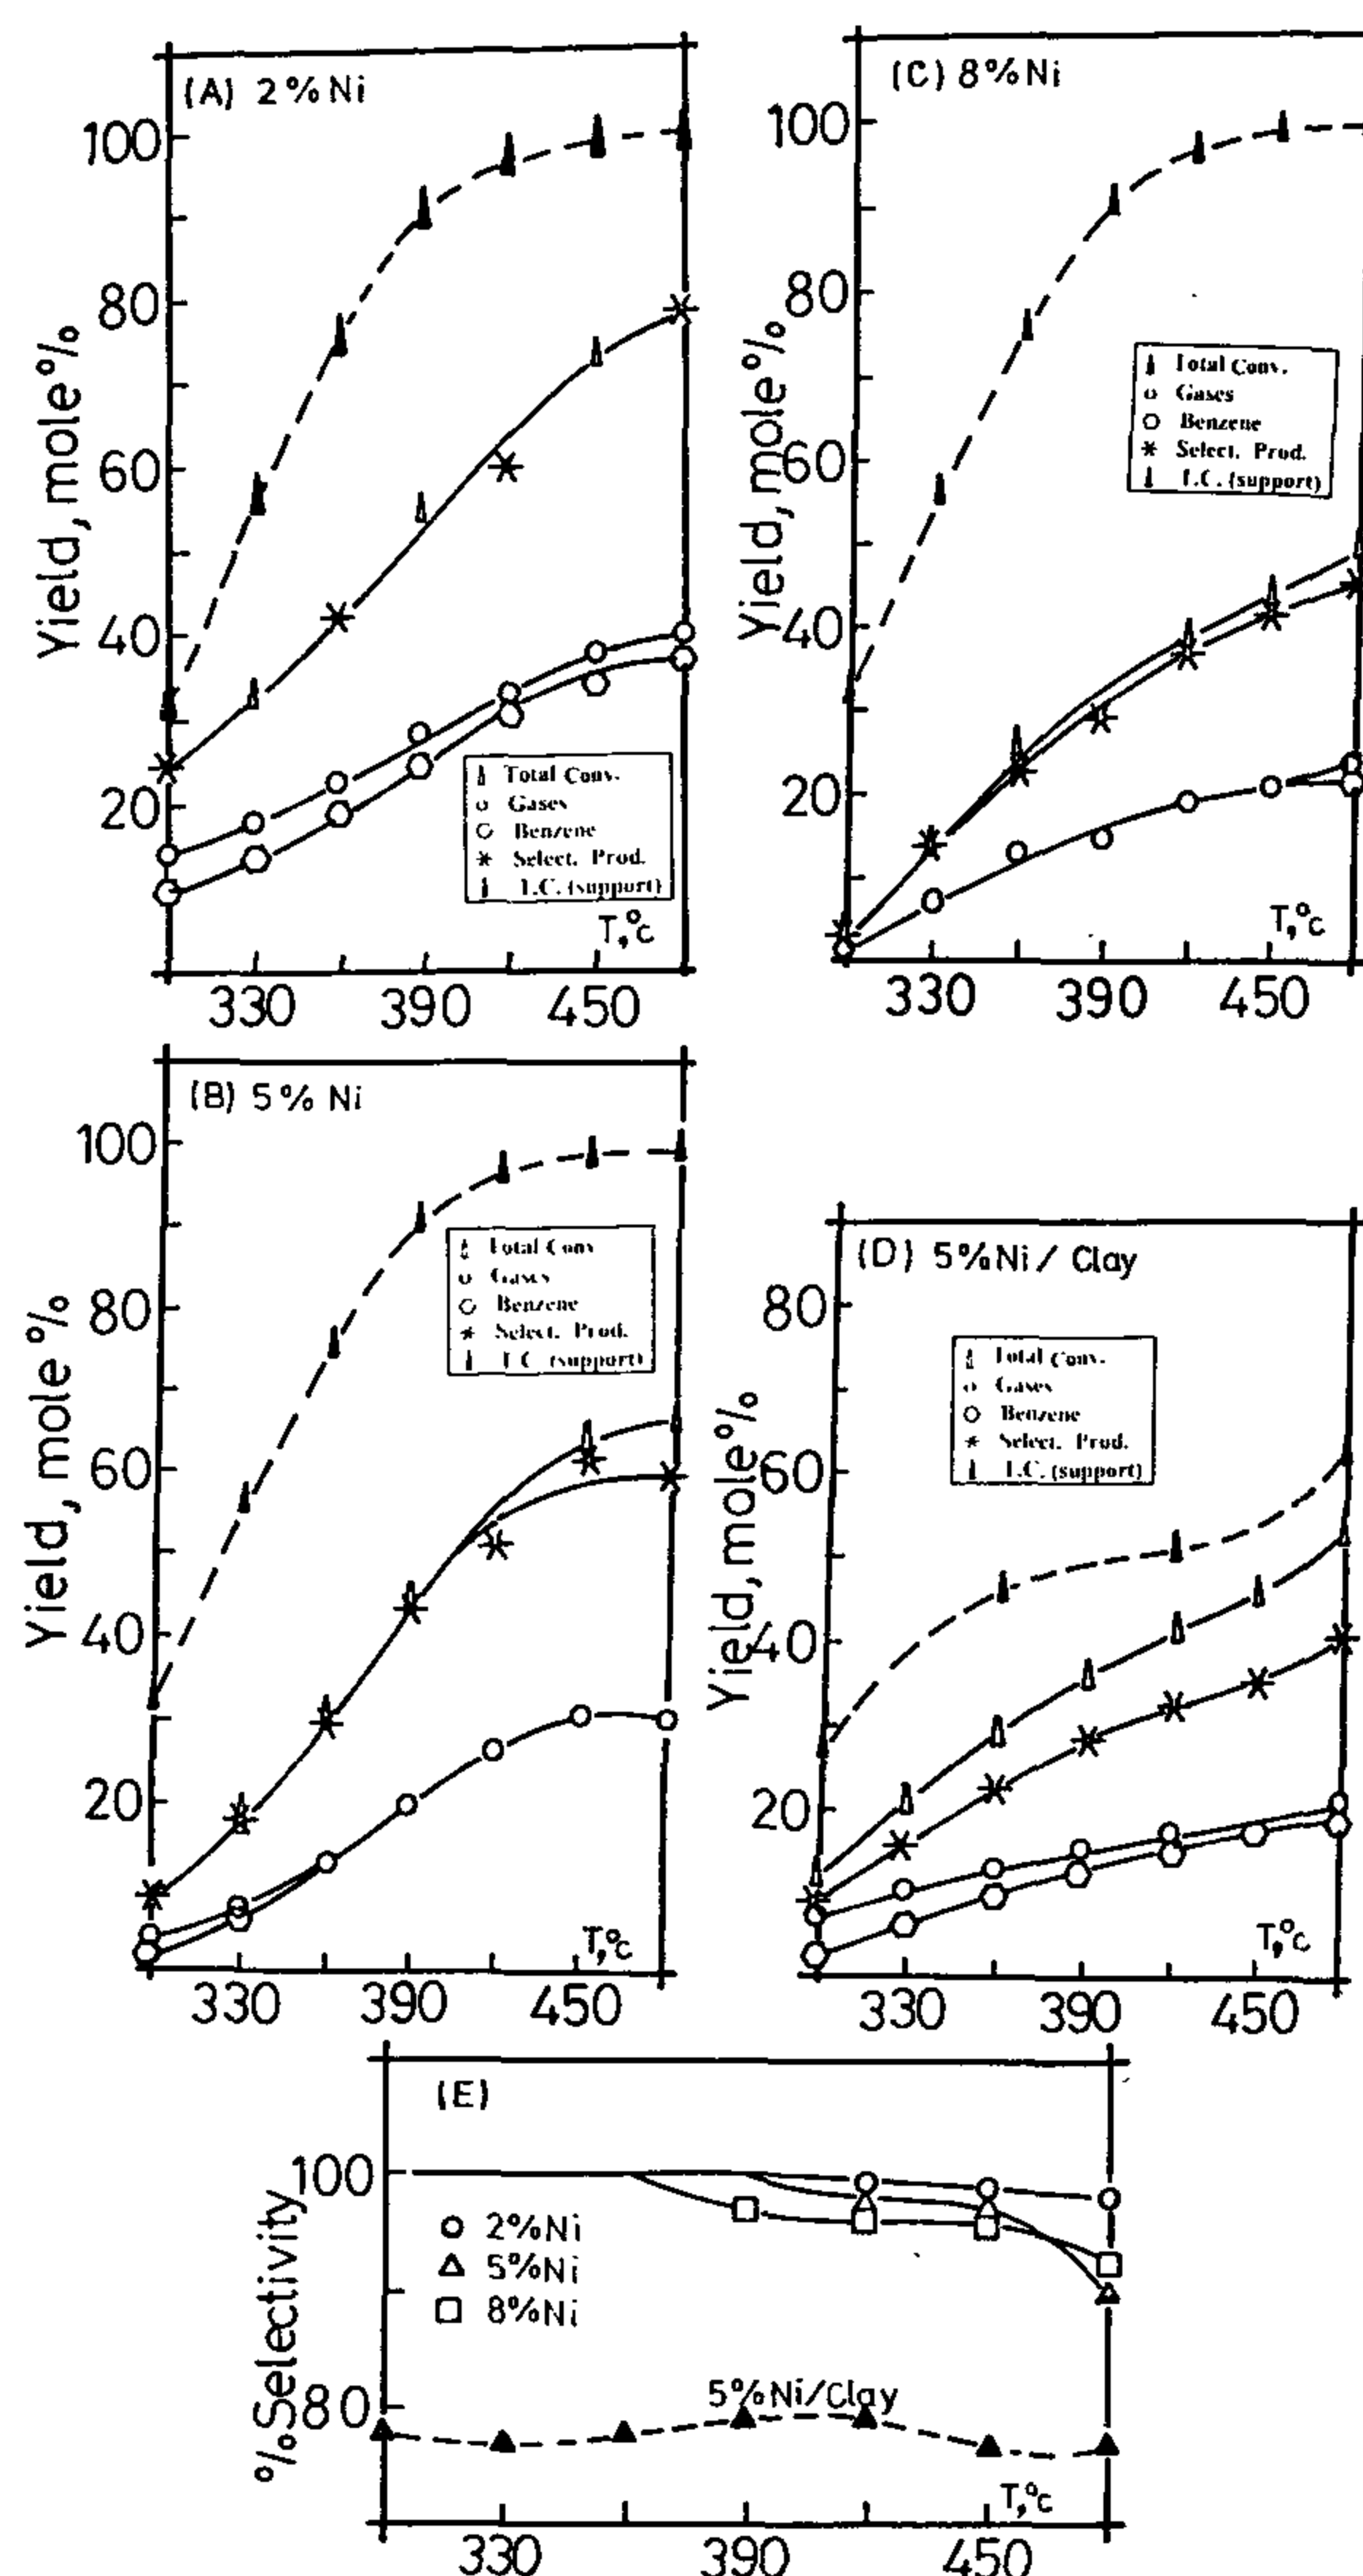 (A) 2%Ni
100
80
60
40
20
Yield, mole%
Total Conv.
Gases
Benzene
Select. Prod.
T.C. (support)
T,°c
330 390 450
(C) 8%Ni
100
80
60
40
20
Yield, mole%
Total Conv.
Gases
Benzene
Select. Prod.
T.C. (support)
T,°c
330 390 450
(B) 5% Ni
100
80
60
40
20
Yield, mole %
Total Conv
Gases
Benzene
Select. Prod.
T.C. (support)
T,°c
330 390 450
(D) 5%Ni / Clay
80
60
40
20
Yield, mole%
Total Conv.
Gases
Benzene
Select. Prod.
T.C. (support)
T,°c
330 390 450
(E)
100
80
%Selectivity
2%Ni
5%Ni
8%Ni
5%Ni/Clay
T,°c
330 390 450